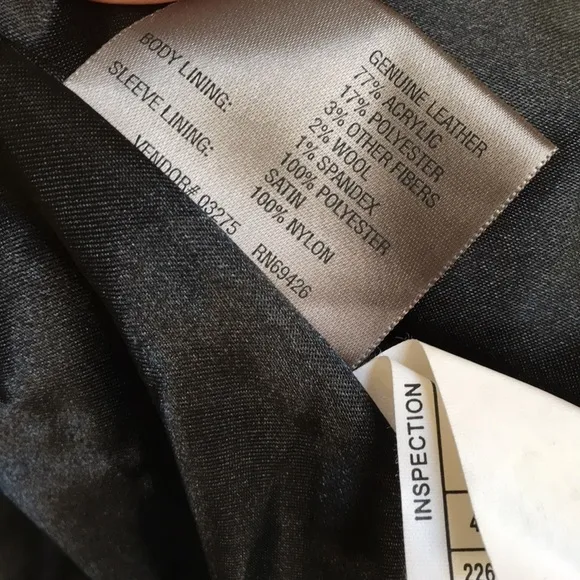 GENUINE LEATHER
77% ACRYLIC
17% POLYESTER
3% OTHER FIBERS
2% WOOL
1% SPANDEX
BODY LINING: 100% POLYESTER
SATIN
SLEEVE LINING: 100% NYLON
VENDOR# 03275 RN69426
INSPECTION
226